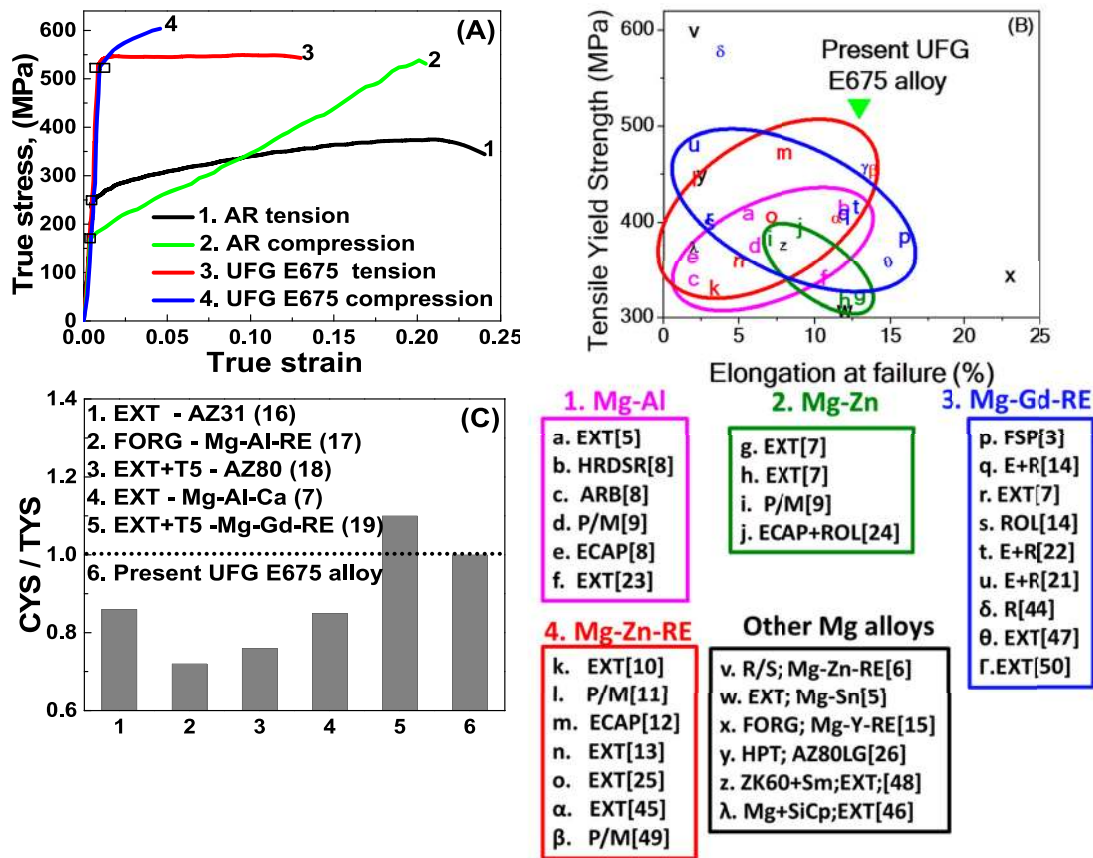 (A)
600
500
400
300
200
100
0
True stress, (MPa)
4
3
2
1
1. AR tension
2. AR compression
3. UFG E675 tension
4. UFG E675 compression
0.00 0.05 0.10 0.15 0.20 0.25
True strain
(B)
600
500
400
300
Tensile Yield Strength (MPa)
Present UFG
E675 alloy
v
δ
u
m
γβ
y
b
t
a
o
α
q
s
j
i
z
p
d
λ
e
n
θ
c
k
f
x
h
g
w
0 5 10 15 20 25
Elongation at failure (%)
(C)
1.4
1.2
1.0
0.8
0.6
CYS / TYS
1. EXT - AZ31 (16)
2. FORG - Mg-Al-RE (17)
3. EXT+T5 - AZ80 (18)
4. EXT - Mg-Al-Ca (7)
5. EXT+T5 -Mg-Gd-RE (19)
6. Present UFG E675 alloy
1 2 3 4 5 6
1. Mg-Al
a. EXT[5]
b. HRDSR[8]
c. ARB[8]
d. P/M[9]
e. ECAP[8]
f. EXT[23]
2. Mg-Zn
g. EXT[7]
h. EXT[7]
i. P/M[9]
j. ECAP+ROL[24]
3. Mg-Gd-RE
p. FSP[3]
q. E+R[14]
r. EXT[7]
s. ROL[14]
t. E+R[22]
u. E+R[21]
δ. R[44]
θ. EXT[47]
Γ.EXT[50]
4. Mg-Zn-RE
k. EXT[10]
l. P/M[11]
m. ECAP[12]
n. EXT[13]
o. EXT[25]
α. EXT[45]
β. P/M[49]
Other Mg alloys
v. R/S; Mg-Zn-RE[6]
w. EXT; Mg-Sn[5]
x. FORG; Mg-Y-RE[15]
y. HPT; AZ80LG[26]
z. ZK60+Sm;EXT;[48]
λ. Mg+SiCp;EXT[46]